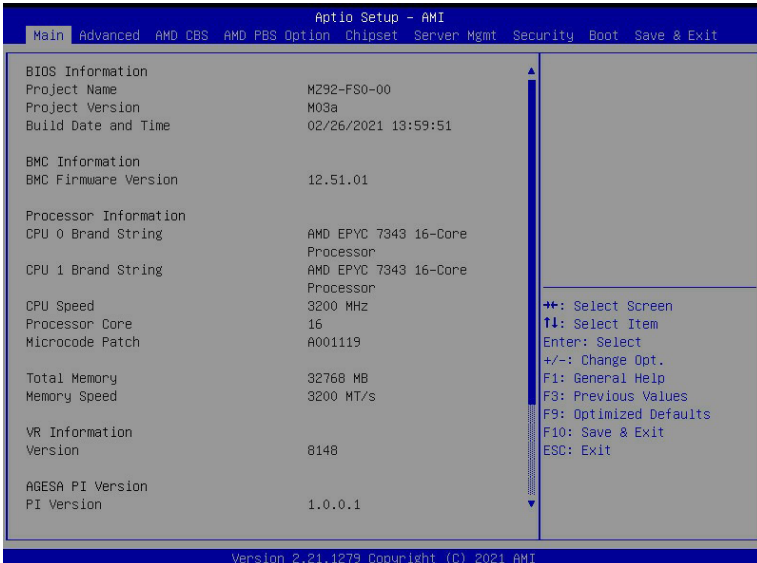 Aptio Setup - AMI
Main Advanced AMD CBS AMD PBS Option Chipset Server Mgmt Security Boot Save & Exit
BIOS Information
Project Name MZ92-FS0-00
Project Version M03a
Build Date and Time 02/26/2021 13:59:51
BMC Information
BMC Firmware Version 12.51.01
Processor Information
CPU 0 Brand String AMD EPYC 7343 16-Core
Processor
CPU 1 Brand String AMD EPYC 7343 16-Core
Processor
CPU Speed 3200 MHz
Processor Core 16
Microcode Patch A001119
Total Memory 32768 MB
Memory Speed 3200 MT/s
VR Information
Version 8148
AGESA PI Version
PI Version 1.0.0.1
→←: Select Screen
↑↓: Select Item
Enter: Select
+/-: Change Opt.
F1: General Help
F3: Previous Values
F9: Optimized Defaults
F10: Save & Exit
ESC: Exit
Version 2.21.1279 Copyright (C) 2021 AMI